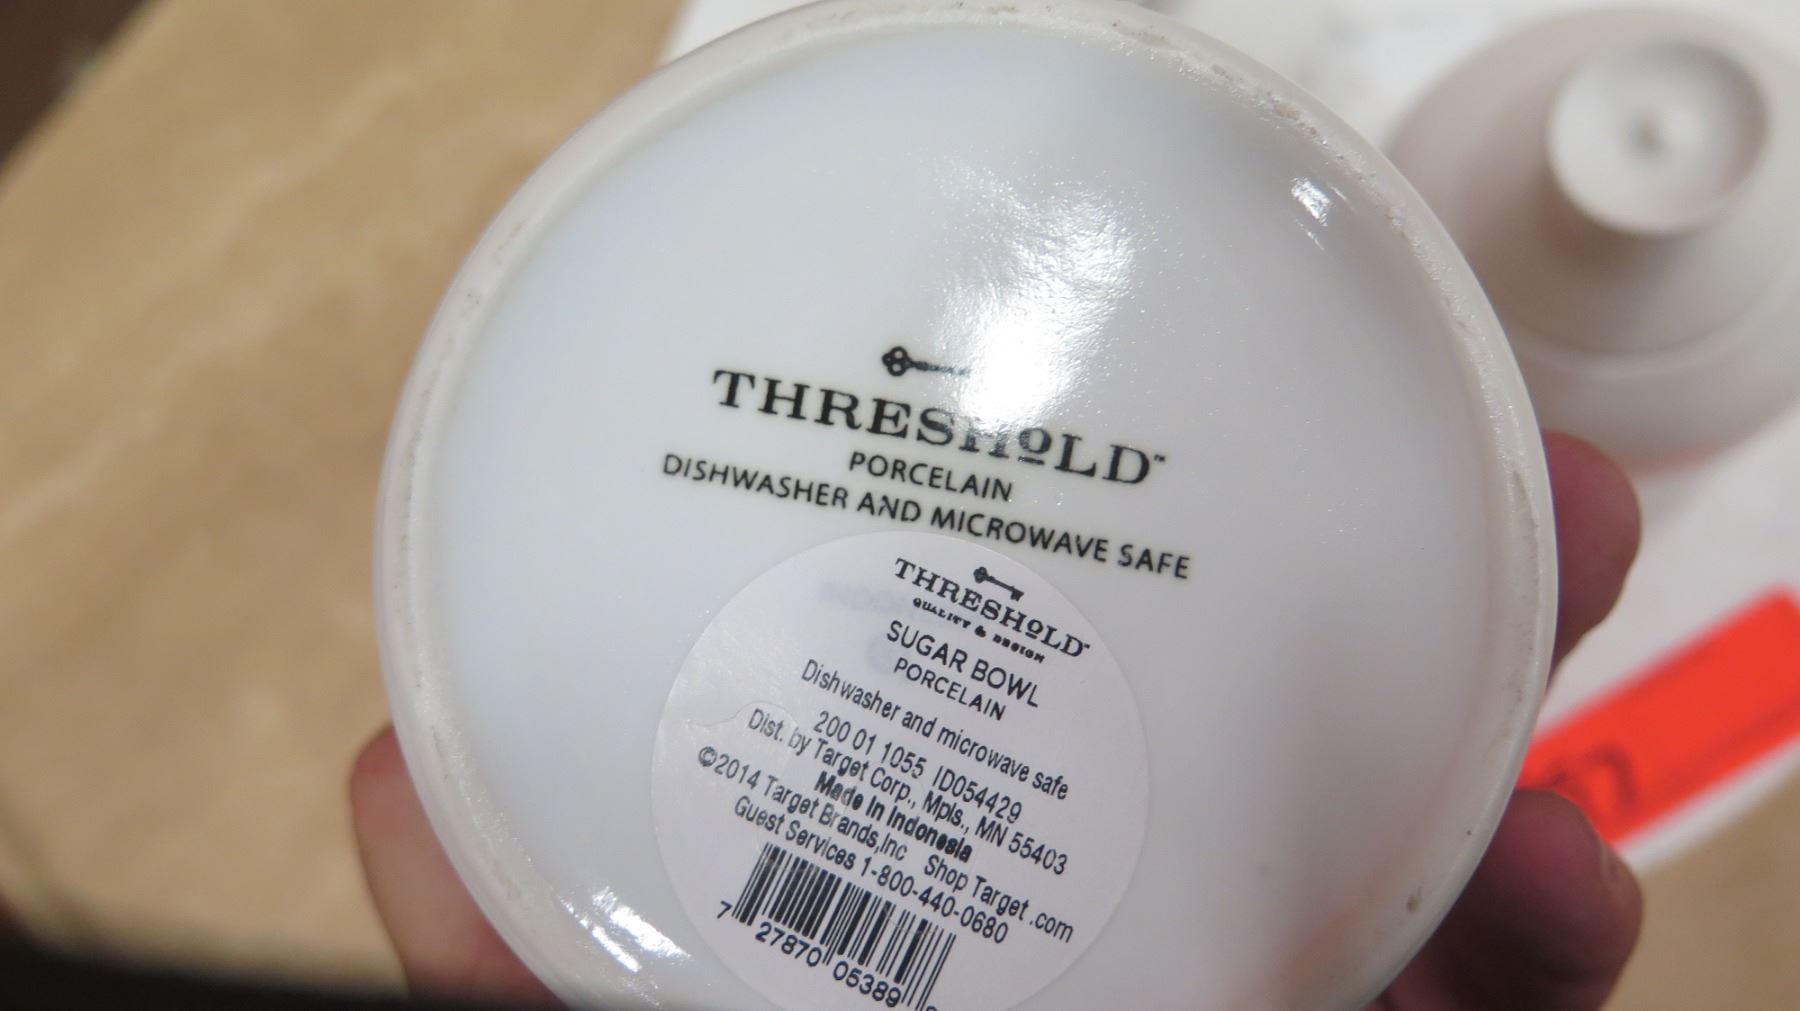 THRESHOLD™
PORCELAIN
DISHWASHER AND MICROWAVE SAFE
THRESHOLD™
QUALITY & DESIGN
SUGAR BOWL
PORCELAIN
Dishwasher and microwave safe
200 01 1055 ID054429
Dist. by Target Corp., Mpls., MN 55403
Made In Indonesia
©2014 Target Brands,Inc Shop Target .com
Guest Services 1-800-440-0680
7 27870 05389